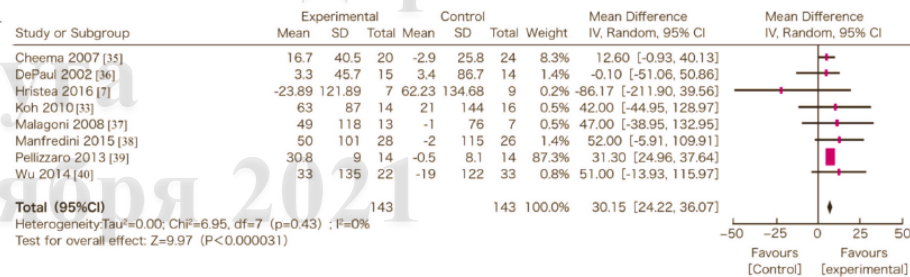 Experimental Control Mean Difference Mean Difference
Study or Subgroup Mean SD Total Mean SD Total Weight IV, Random, 95% CI IV, Random, 95% CI
Cheema 2007 [35] 16.7 40.5 20 -2.9 25.8 24 8.3% 12.60 [-0.93, 40.13]
DePaul 2002 [36] 3.3 45.7 15 3.4 86.7 14 1.4% -0.10 [-51.06, 50.86]
Hristea 2016 [7] -23.89 121.89 7 62.23 134.68 9 0.2% -86.17 [-211.90, 39.56]
Koh 2010 [33] 63 87 14 21 144 16 0.5% 42.00 [-44.95, 128.97]
Malagoni 2008 [37] 49 118 13 -1 76 7 0.5% 47.00 [-38.95, 132.95]
Manfredini 2015 [38] 50 101 28 -2 115 26 1.4% 52.00 [-5.91, 109.91]
Pellizzaro 2013 [39] 30.8 9 14 -0.5 8.1 14 87.3% 31.30 [24.96, 37.64]
Wu 2014 [40] 33 135 22 -19 122 33 0.8% 51.00 [-13.93, 115.97]
Total (95%CI) 143 143 100.0% 30.15 [24.22, 36.07]
Heterogeneity:Tau²=0.00; Chi²=6.95, df=7 (p=0.43) ; I²=0%
Test for overall effect: Z=9.97 (P<0.000031)
-50 -25 0 25 50
Favours Favours
[Control] [experimental]
2021